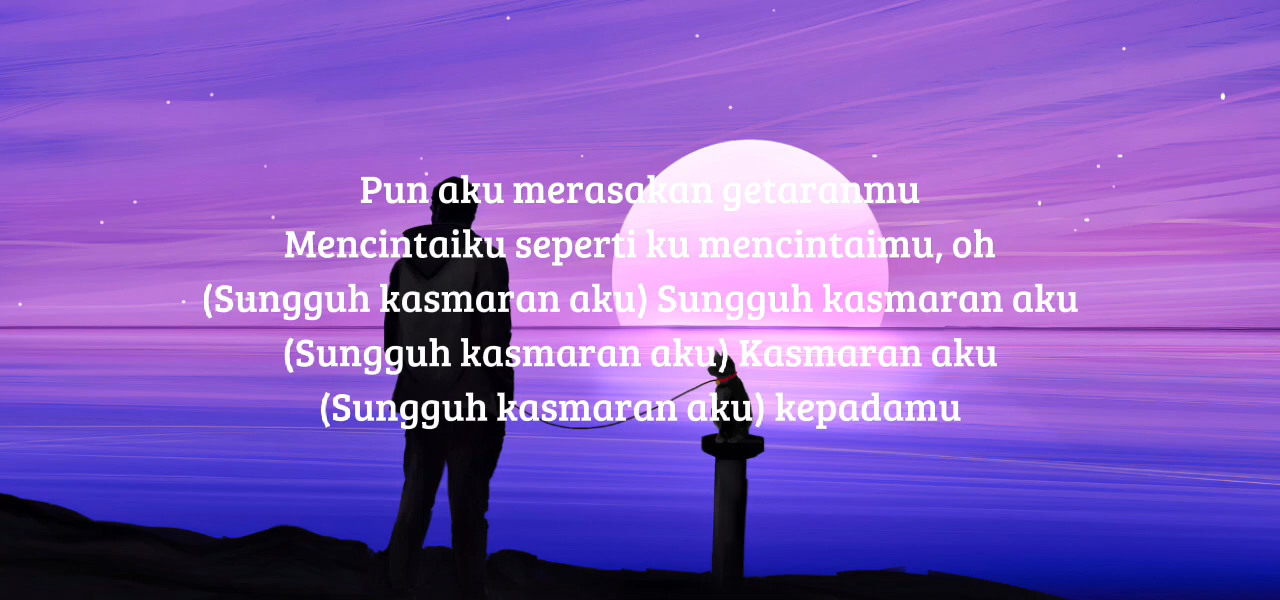 Pun aku merasakan getaranmu
Mencintaiku seperti ku mencintaimu, oh
(Sungguh kasmaran aku) Sungguh kasmaran aku
(Sungguh kasmaran aku) Kasmaran aku
(Sungguh kasmaran aku) kepadamu